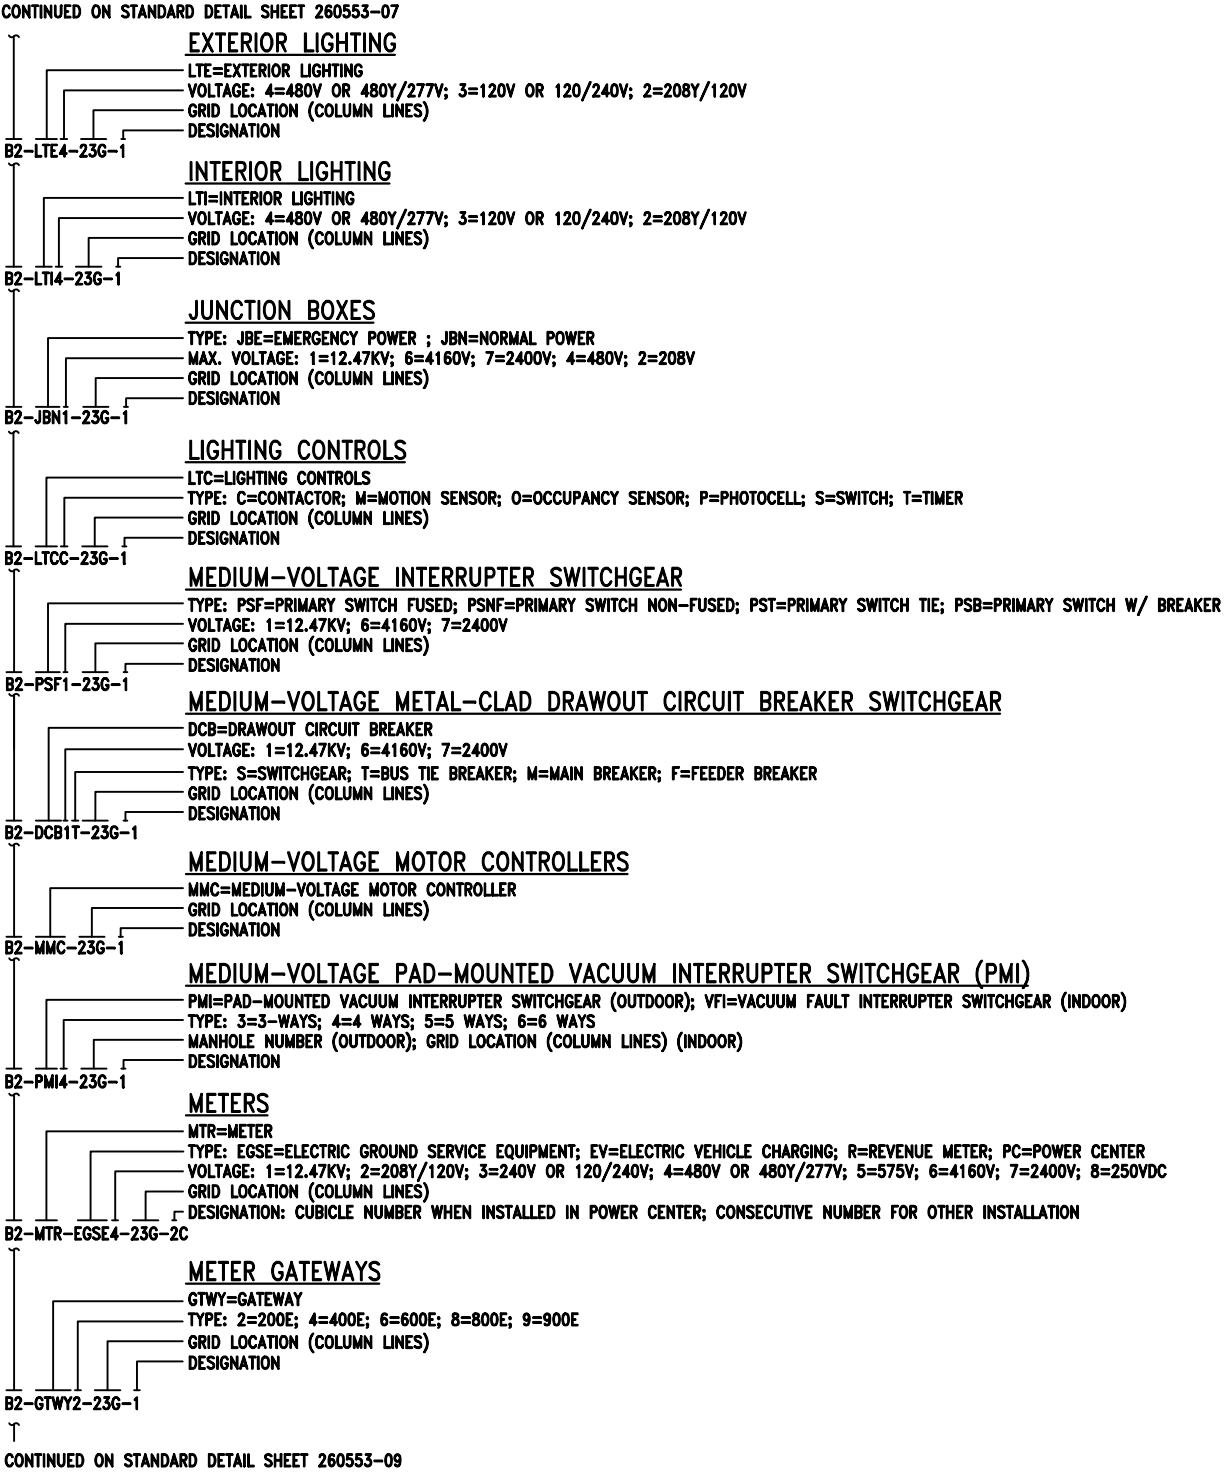 CONTINUED ON STANDARD DETAIL SHEET 260553-07
EXTERIOR LIGHTING
LTE=EXTERIOR LIGHTING
VOLTAGE: 4=480V OR 480Y/277V; 3=120V OR 120/240V; 2=208Y/120V
GRID LOCATION (COLUMN LINES)
DESIGNATION
B2-LTE4-23G-1
INTERIOR LIGHTING
LTI=INTERIOR LIGHTING
VOLTAGE: 4=480V OR 480Y/277V; 3=120V OR 120/240V; 2=208Y/120V
GRID LOCATION (COLUMN LINES)
DESIGNATION
B2-LTI4-23G-1
JUNCTION BOXES
TYPE: JBE=EMERGENCY POWER ; JBN=NORMAL POWER
MAX. VOLTAGE: 1=12.47KV; 6=4160V; 7=2400V; 4=480V; 2=208V
GRID LOCATION (COLUMN LINES)
DESIGNATION
B2-JBN1-23G-1
LIGHTING CONTROLS
LTC=LIGHTING CONTROLS
TYPE: C=CONTACTOR; M=MOTION SENSOR; O=OCCUPANCY SENSOR; P=PHOTOCELL; S=SWITCH; T=TIMER
GRID LOCATION (COLUMN LINES)
DESIGNATION
B2-LTCC-23G-1
MEDIUM-VOLTAGE INTERRUPTER SWITCHGEAR
TYPE: PSF=PRIMARY SWITCH FUSED; PSNF=PRIMARY SWITCH NON-FUSED; PST=PRIMARY SWITCH TIE; PSB=PRIMARY SWITCH W/ BREAKER
VOLTAGE: 1=12.47KV; 6=4160V; 7=2400V
GRID LOCATION (COLUMN LINES)
DESIGNATION
B2-PSF1-23G-1
MEDIUM-VOLTAGE METAL-CLAD DRAWOUT CIRCUIT BREAKER SWITCHGEAR
DCB=DRAWOUT CIRCUIT BREAKER
VOLTAGE: 1=12.47KV; 6=4160V; 7=2400V
TYPE: S=SWITCHGEAR; T=BUS TIE BREAKER; M=MAIN BREAKER; F=FEEDER BREAKER
GRID LOCATION (COLUMN LINES)
DESIGNATION
B2-DCB1T-23G-1
MEDIUM-VOLTAGE MOTOR CONTROLLERS
MMC=MEDIUM-VOLTAGE MOTOR CONTROLLER
GRID LOCATION (COLUMN LINES)
DESIGNATION
B2-MMC-23G-1
MEDIUM-VOLTAGE PAD-MOUNTED VACUUM INTERRUPTER SWITCHGEAR (PMI)
PMI=PAD-MOUNTED VACUUM INTERRUPTER SWITCHGEAR (OUTDOOR); VFI=VACUUM FAULT INTERRUPTER SWITCHGEAR (INDOOR)
TYPE: 3=3-WAYS; 4=4 WAYS; 5=5 WAYS; 6=6 WAYS
MANHOLE NUMBER (OUTDOOR); GRID LOCATION (COLUMN LINES) (INDOOR)
DESIGNATION
B2-PMI4-23G-1
METERS
MTR=METER
TYPE: EGSE=ELECTRIC GROUND SERVICE EQUIPMENT; EV=ELECTRIC VEHICLE CHARGING; R=REVENUE METER; PC=POWER CENTER
VOLTAGE: 1=12.47KV; 2=208Y/120V; 3=240V OR 120/240V; 4=480V OR 480Y/277V; 5=575V; 6=4160V; 7=2400V; 8=250VDC
GRID LOCATION (COLUMN LINES)
DESIGNATION: CUBICLE NUMBER WHEN INSTALLED IN POWER CENTER; CONSECUTIVE NUMBER FOR OTHER INSTALLATION
B2-MTR-EGSE4-23G-2C
METER GATEWAYS
GTWY=GATEWAY
TYPE: 2=200E; 4=400E; 6=600E; 8=800E; 9=900E
GRID LOCATION (COLUMN LINES)
DESIGNATION
B2-GTWY2-23G-1
CONTINUED ON STANDARD DETAIL SHEET 260553-09